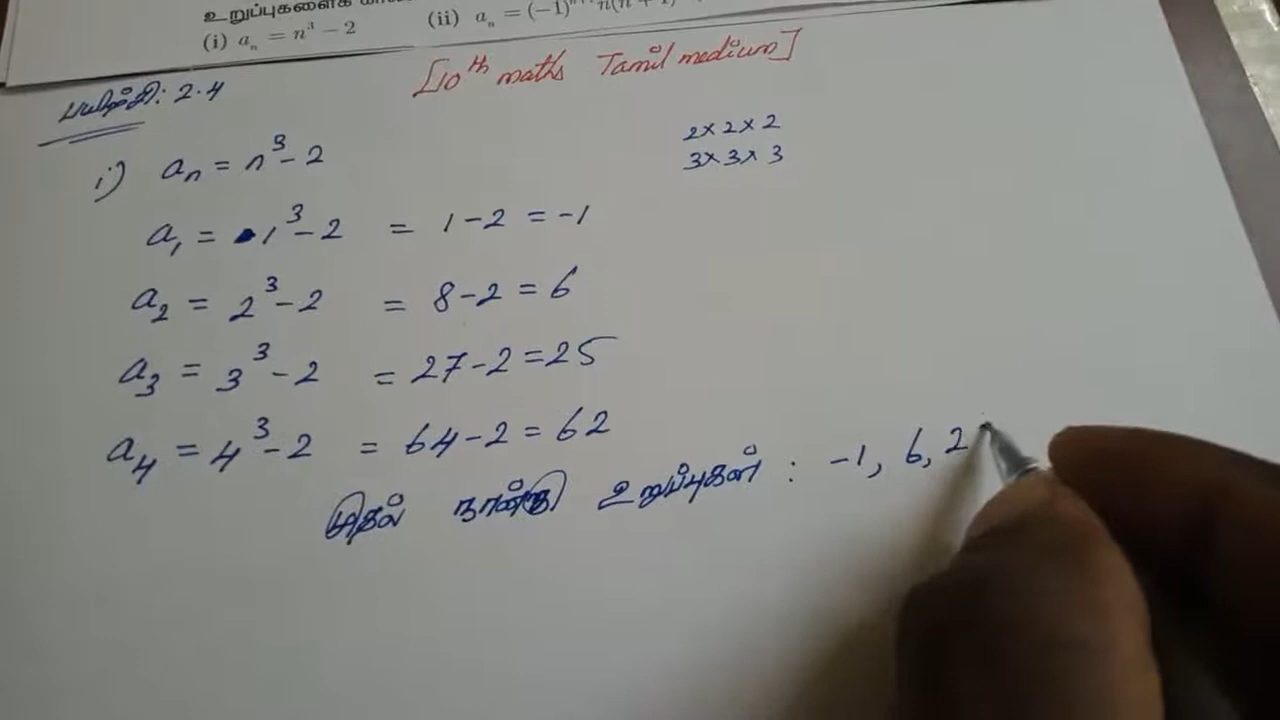 உறுப்புகளைக்
(i) aₙ = n³ − 2 (ii) aₙ = (−1)ⁿ⁺
[10th maths Tamil medium]
பயிற்சி: 2.4
2×2×2
3×3×3
i) aₙ = n³ − 2
a₁ = 1³ − 2 = 1 − 2 = −1
a₂ = 2³ − 2 = 8 − 2 = 6
a₃ = 3³ − 2 = 27 − 2 = 25
a₄ = 4³ − 2 = 64 − 2 = 62
முதல் நான்கு உறுப்புகள் : −1, 6, 2